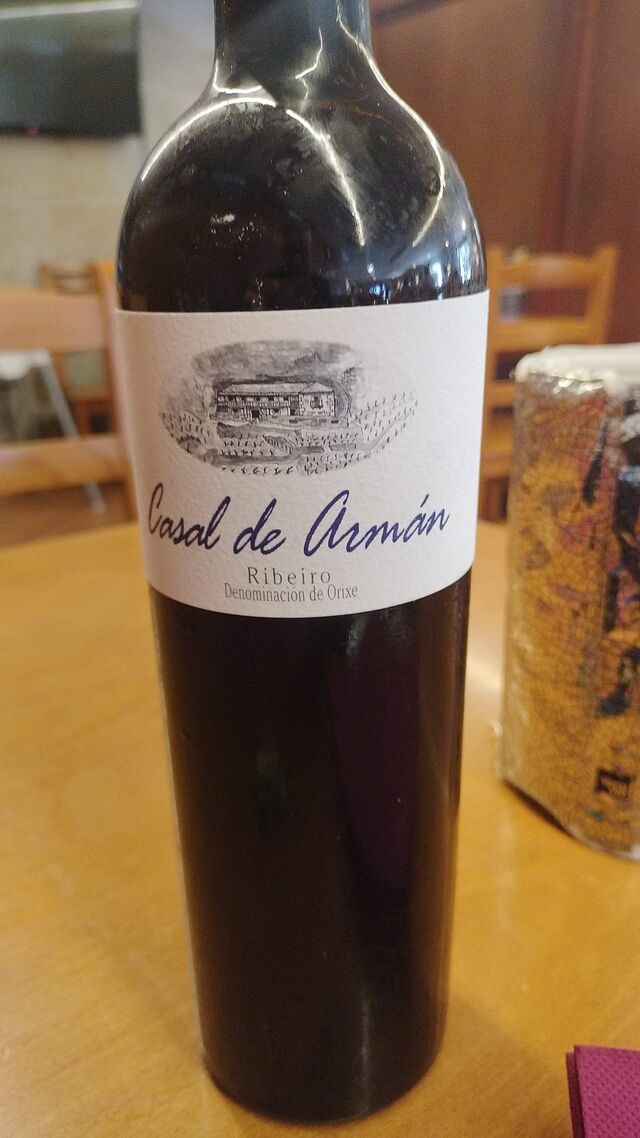 Casal de Armán
Ribeiro
Denominación de Orixe